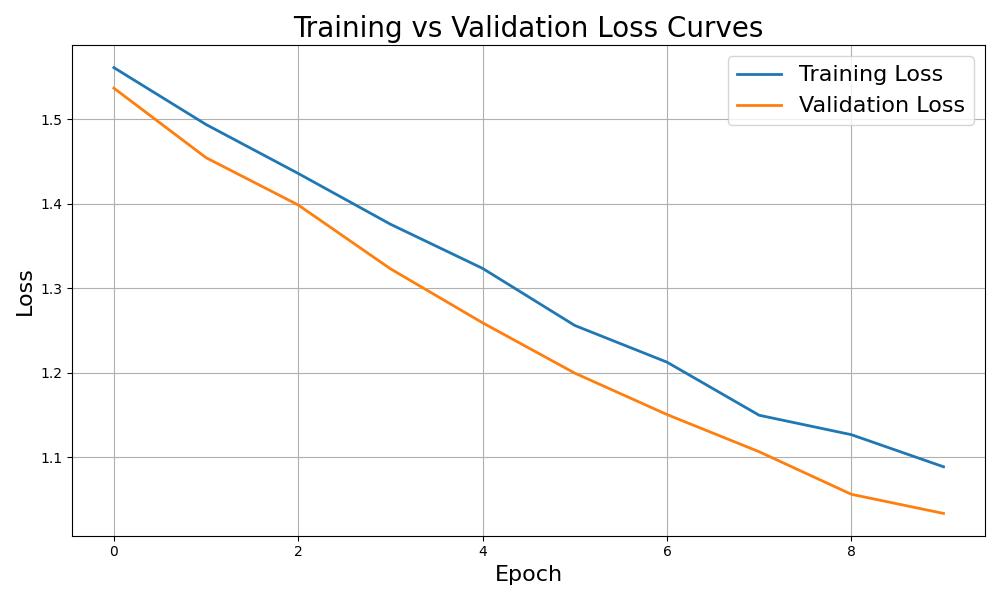 Training vs Validation Loss Curves
Training Loss
Validation Loss
Loss
1.5
1.4
1.3
1.2
1.1
0 2 4 6 8
Epoch